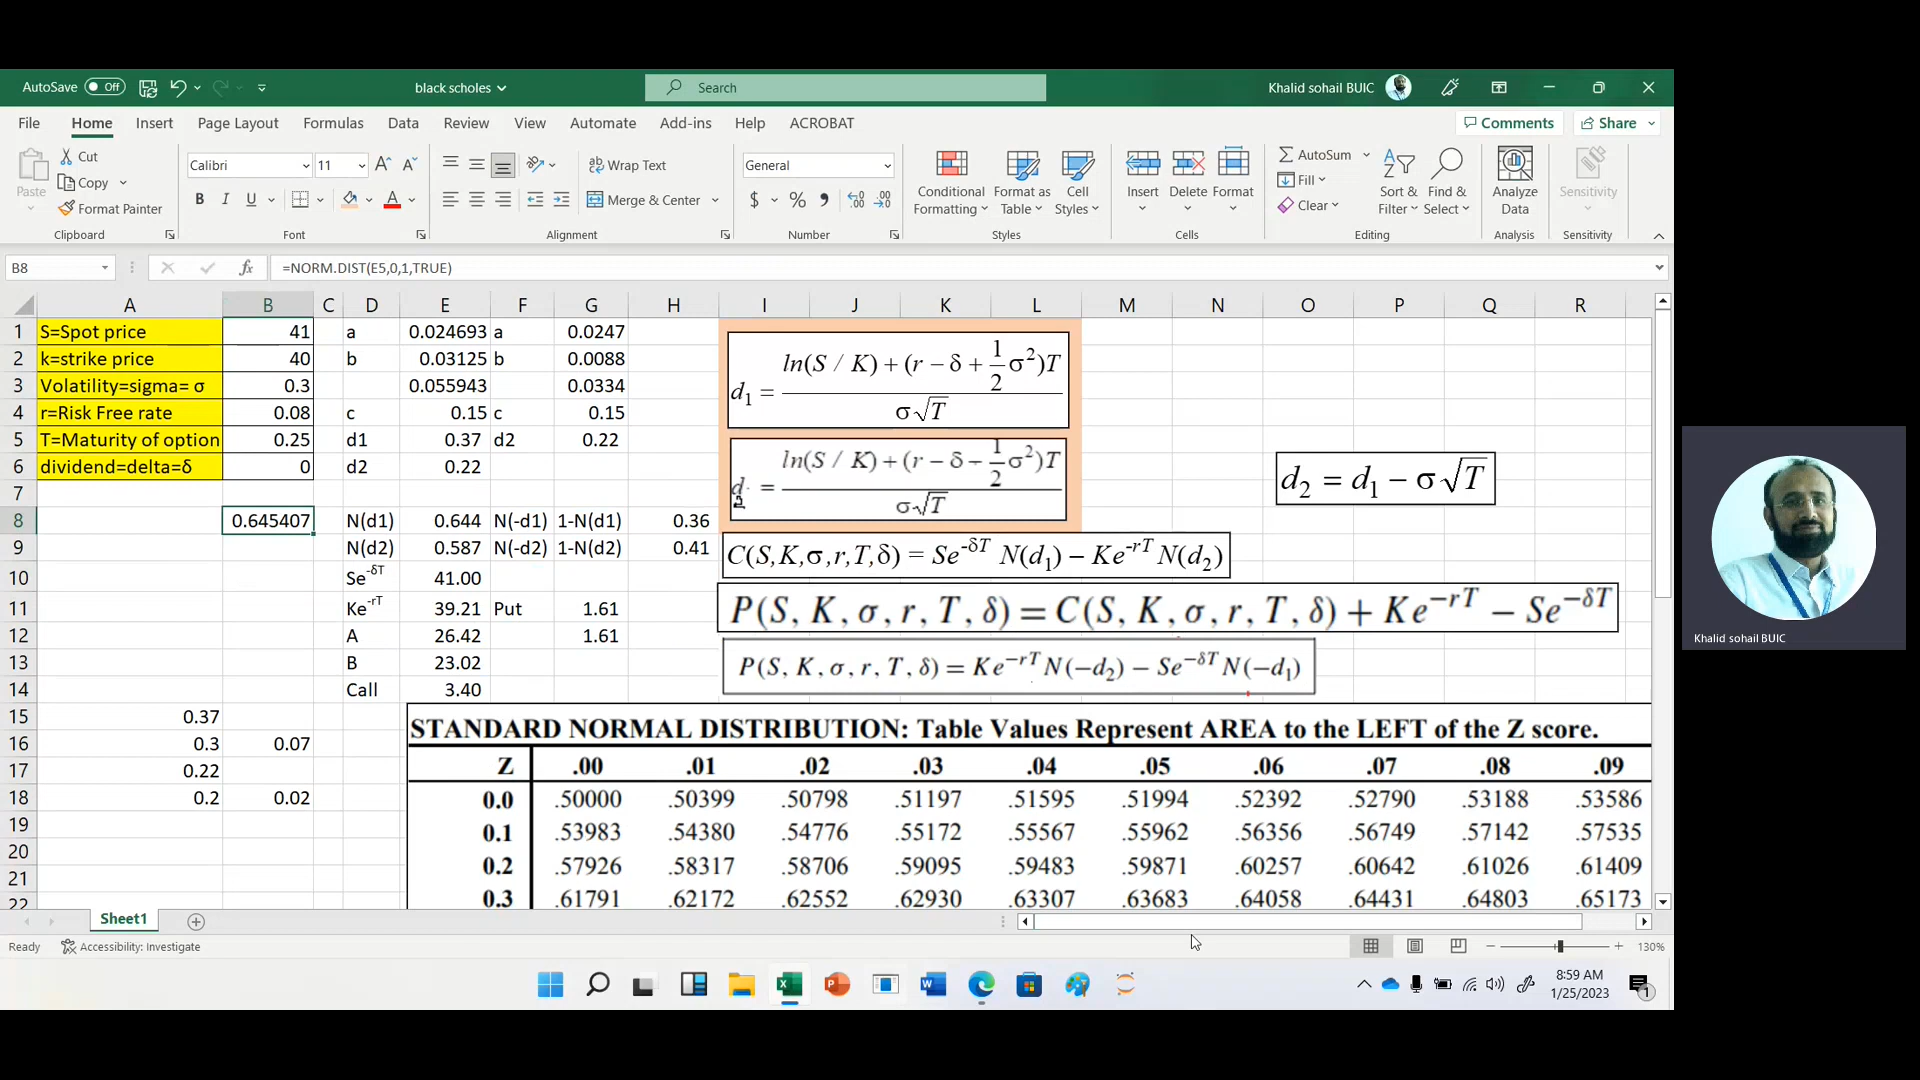 AutoSave Off black scholes Search Khalid sohail BUIC
File Home Insert Page Layout Formulas Data Review View Automate Add-ins Help ACROBAT Comments Share
Paste Cut Copy Format Painter Clipboard
Calibri 11 B I U A Font
Wrap Text Merge & Center Alignment
General $ % Number
Conditional Formatting Format as Table Cell Styles Styles
Insert Delete Format Cells
AutoSum Fill Clear Sort & Filter Find & Select Editing
Analyze Data Analysis
Sensitivity Sensitivity
B8 fx =NORM.DIST(E5,0,1,TRUE)
A B C D E F G H I J K L M N O P Q R
1 S=Spot price 41 a 0.024693 a 0.0247
2 k=strike price 40 b 0.03125 b 0.0088
3 Volatility=sigma= σ 0.3 0.055943 0.0334
4 r=Risk Free rate 0.08 c 0.15 c 0.15
5 T=Maturity of option 0.25 d1 0.37 d2 0.22
6 dividend=delta=δ 0 d2 0.22
7
8 0.645407 N(d1) 0.644 N(-d1) 1-N(d1) 0.36
9 N(d2) 0.587 N(-d2) 1-N(d2) 0.41
10 Se^-δT 41.00
11 Ke^-rT 39.21 Put 1.61
12 A 26.42 1.61
13 B 23.02
14 Call 3.40
15 0.37
16 0.3 0.07
17 0.22
18 0.2 0.02
19
20
21
22
d₁ = (ln(S / K) + (r − δ + 1/2 σ²)T) / (σ√T)
d = (ln(S / K) + (r − δ − 1/2 σ²)T) / (σ√T)
d₂ = d₁ − σ√T
C(S,K,σ,r,T,δ) = Se^-δT N(d₁) − Ke^-rT N(d₂)
P(S, K, σ, r, T, δ) = C(S, K, σ, r, T, δ) + Ke^−rT − Se^−δT
P(S, K, σ, r, T, δ) = Ke^−rT N(−d₂) − Se^−δT N(−d₁)
STANDARD NORMAL DISTRIBUTION: Table Values Represent AREA to the LEFT of the Z score.
Z .00 .01 .02 .03 .04 .05 .06 .07 .08 .09
0.0 .50000 .50399 .50798 .51197 .51595 .51994 .52392 .52790 .53188 .53586
0.1 .53983 .54380 .54776 .55172 .55567 .55962 .56356 .56749 .57142 .57535
0.2 .57926 .58317 .58706 .59095 .59483 .59871 .60257 .60642 .61026 .61409
0.3 .61791 .62172 .62552 .62930 .63307 .63683 .64058 .64431 .64803 .65173
Sheet1
Ready Accessibility: Investigate 130%
8:59 AM
1/25/2023
1
Khalid sohail BUIC